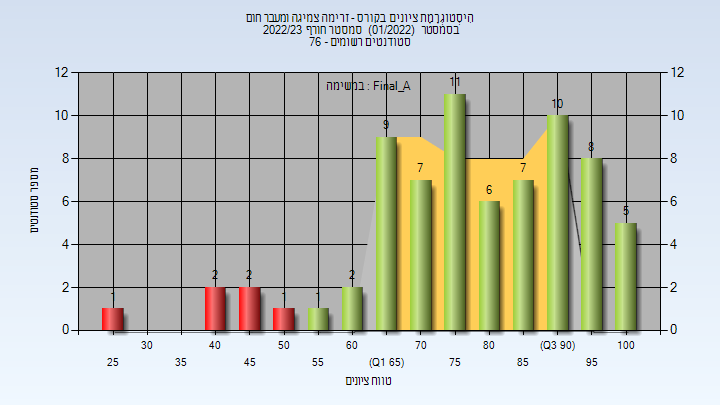 היסטוגרמת ציונים בקורס - זרימה צמיגה ומעבר חום
בסמסטר (01/2022) סמסטר חורף 2022/23
סטודנטים רשומים - 76
במשימה : Final_A
12 12
10 10
8 8
6 6
4 4
2 2
0 0
1 2 2 1 1 2 9 7 11 6 7 10 8 5
מספר סטודנטים
30 40 50 60 70 80 (Q3 90) 100
25 35 45 55 (Q1 65) 75 85 95
טווח ציונים